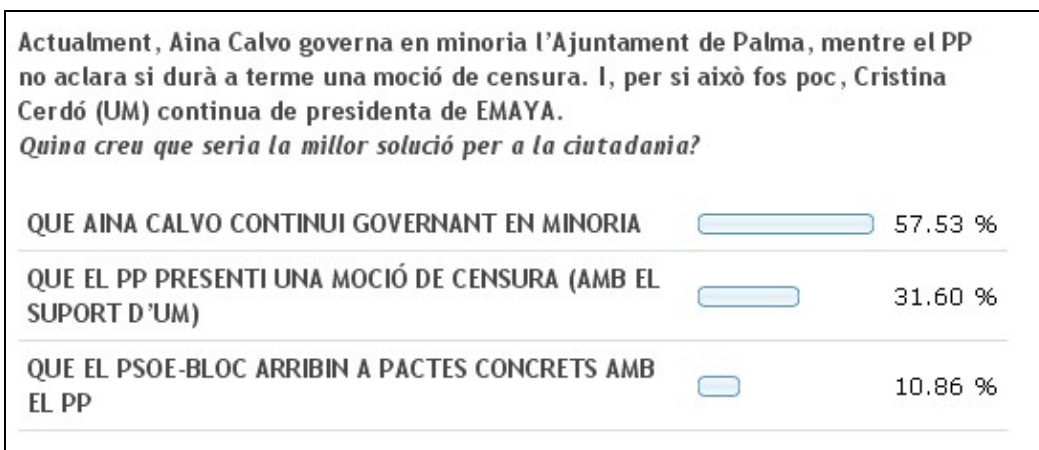 Actualment, Aina Calvo governa en minoria l'Ajuntament de Palma, mentre el PP
no aclara si durà a terme una moció de censura. I, per si això fos poc, Cristina
Cerdó (UM) continua de presidenta de EMAYA.
Quina creu que seria la millor solució per a la ciutadania?
QUE AINA CALVO CONTINUI GOVERNANT EN MINORIA 57.53 %
QUE EL PP PRESENTI UNA MOCIÓ DE CENSURA (AMB EL
SUPORT D'UM) 31.60 %
QUE EL PSOE-BLOC ARRIBIN A PACTES CONCRETS AMB
EL PP 10.86 %